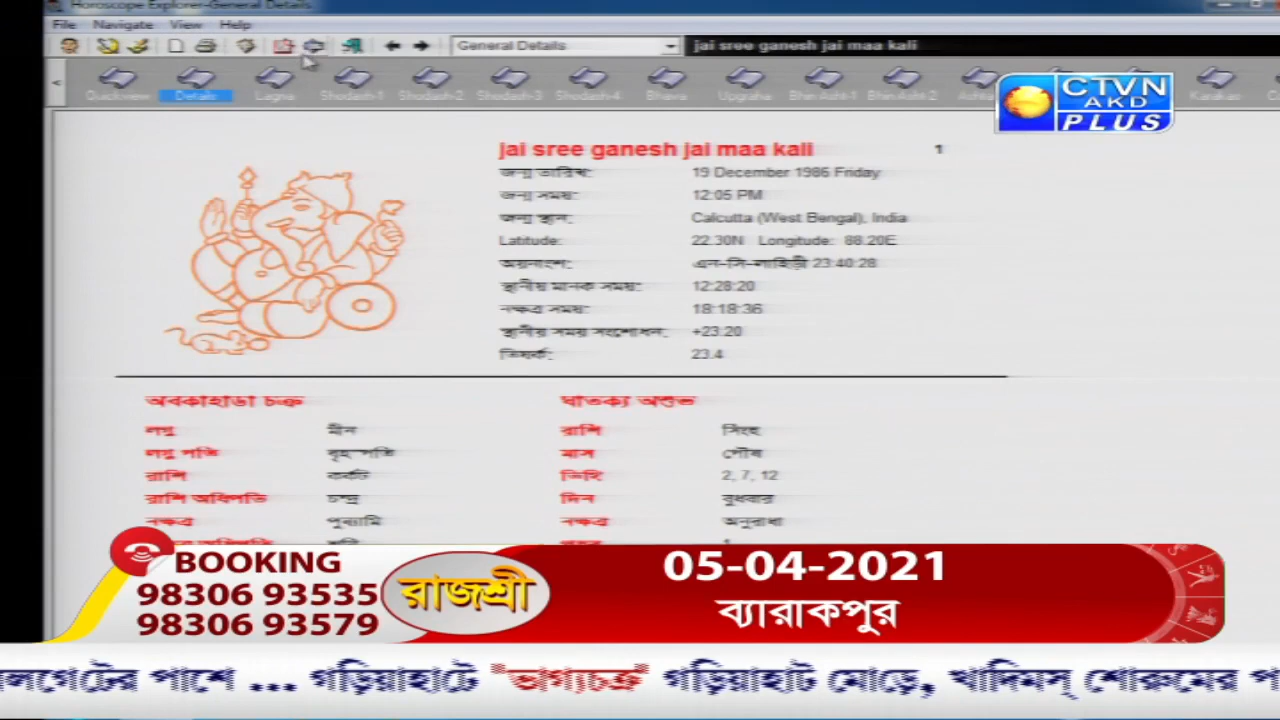 Horoscope Explorer-General Details
File Navigate View Help
General Details jai sree ganesh jai maa kali
Quickview Details Lagna Shodash-1 Shodash-2 Shodash-3 Shodash-4 Bhava Upgraha Bhin Asht-1 Bhin Asht-2 Karakas
CTVN
AKD
PLUS
jai sree ganesh jai maa kali 1
জন্ম তারিখ: 19 December 1986 Friday
জন্ম সময়: 12:05 PM
জন্ম স্থান: Calcutta (West Bengal), India
Latitude: 22.30N Longitude: 88.20E
অয়নাংশ: এন-সি-লাহিড়ী 23:40:28
স্থানীয় মানক সময়: 12:28:20
নক্ষত্র সময়: 18:18:36
স্থানীয় সময় সংশোধন: +23.20
তির্যক: 23.4
অবকাহাডা চক্র ঘাতক্য অশুভ
লগ্ন মীন রাশি সিংহ
লগ্ন পতি বৃহস্পতি মাস পৌষ
রাশি কর্কট তিথি 2, 7, 12
রাশি অধিপতি চন্দ্র দিন বুধবার
নক্ষত্র পুষ্যামি নক্ষত্র অনুরাধা
BOOKING
98306 93535
98306 93579
রাজশ্রী
05-04-2021
ব্যারাকপুর
লগেটের পাশে ... গড়িয়াহাটে "ভাগ্যচক্র" গড়িয়াহাট মোড়ে, খাদিমস্ শোরুমের পা